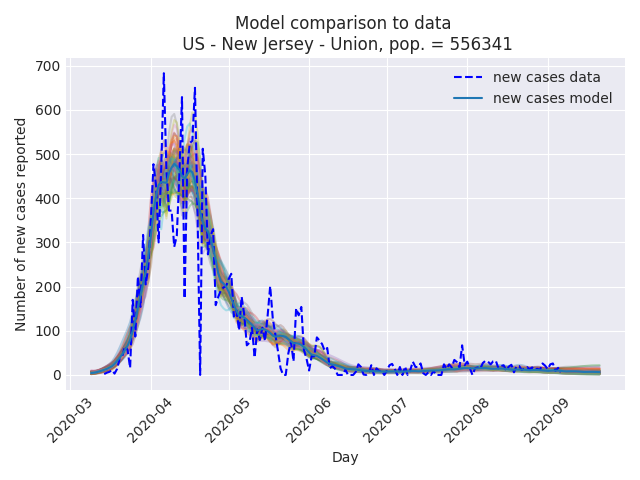 Model comparison to data
US - New Jersey - Union, pop. = 556341
700
600
500
400
300
200
100
0
Number of new cases reported
new cases data
new cases model
2020-03
2020-04
2020-05
2020-06
2020-07
2020-08
2020-09
Day